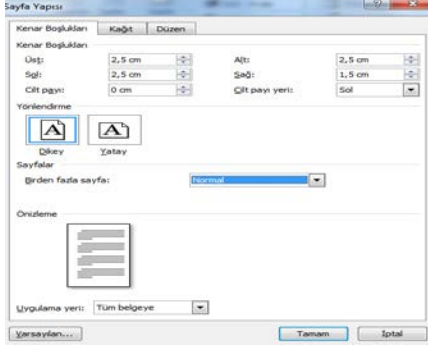 Sayfa Yapısı
Kenar Boşlukları Kağıt Düzen
Kenar Boşlukları
Üst: 2,5 cm Alt: 2,5 cm
Sol: 2,5 cm Sağ: 1,5 cm
Cilt payı: 0 cm Cilt payı yeri: Sol
Yönlendirme
A A
Dikey Yatay
Sayfalar
Birden fazla sayfa: Normal
Önizleme
Uygulama yeri: Tüm belgeye
Varsayılan... Tamam İptal